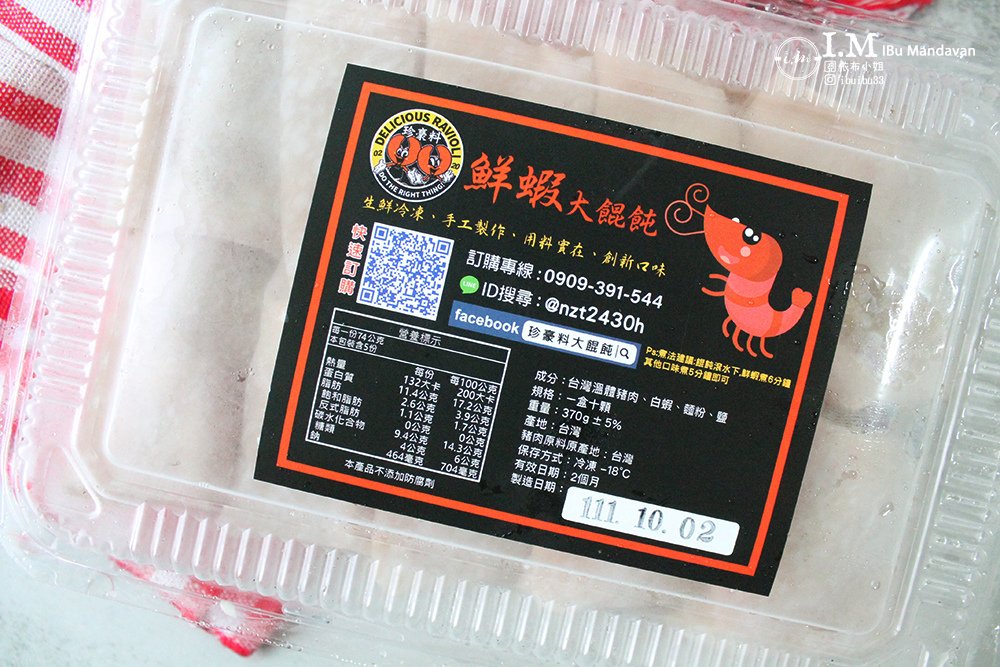 I.M IBu Mandavan
i.m
依布小姐
ibuibu33
DELICIOUS RAVIOLI
珍豪料
02
DO THE RIGHT THING!
鮮蝦大餛飩
生鮮冷凍、手工製作、用料實在、創新口味
快速訂購
訂購專線:0909-391-544
LINE ID搜尋:@nzt2430h
facebook 珍豪料大餛飩
Ps:煮法建議:餛飩滾水下,鮮蝦煮6分鐘
其他口味煮5分鐘即可
營養標示
每一份74公克
本包裝含5份
每份 每100公克
熱量 132大卡 200大卡
蛋白質 11.4公克 17.2公克
脂肪 2.6公克 3.9公克
飽和脂肪 1.1公克 1.7公克
反式脂肪 0公克 0公克
碳水化合物 9.4公克 14.3公克
糖類 4公克 6公克
鈉 464毫克 704毫克
本產品不添加防腐劑
成分:台灣溫體豬肉、白蝦、麵粉、鹽
規格:一盒十顆
重量:370g±5%
產地:台灣
豬肉原料原產地:台灣
保存方式:冷凍-18°C
有效日期:2個月
製造日期:
111. 10. 02